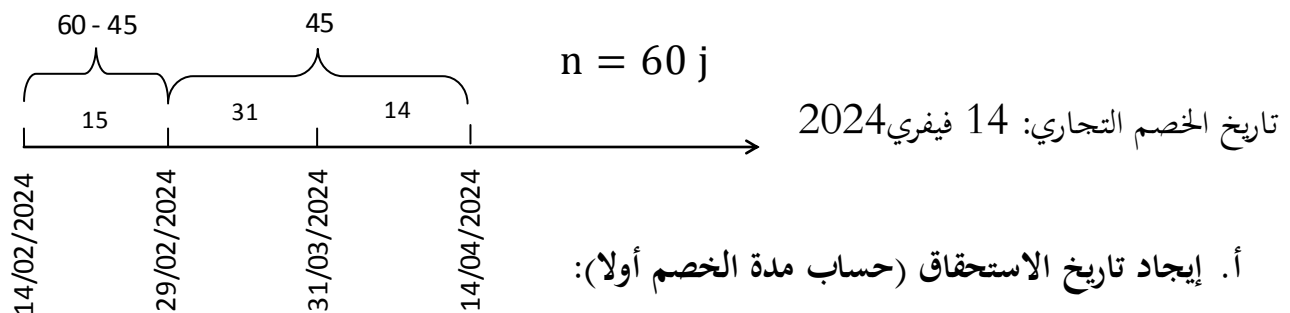 60 - 45 45
n = 60 j
15 31 14
تاريخ الخصم التجاري: 14 فيفري2024
14/02/2024
29/02/2024
31/03/2024
14/04/2024
أ. إيجاد تاريخ الاستحقاق (حساب مدة الخصم أولا):